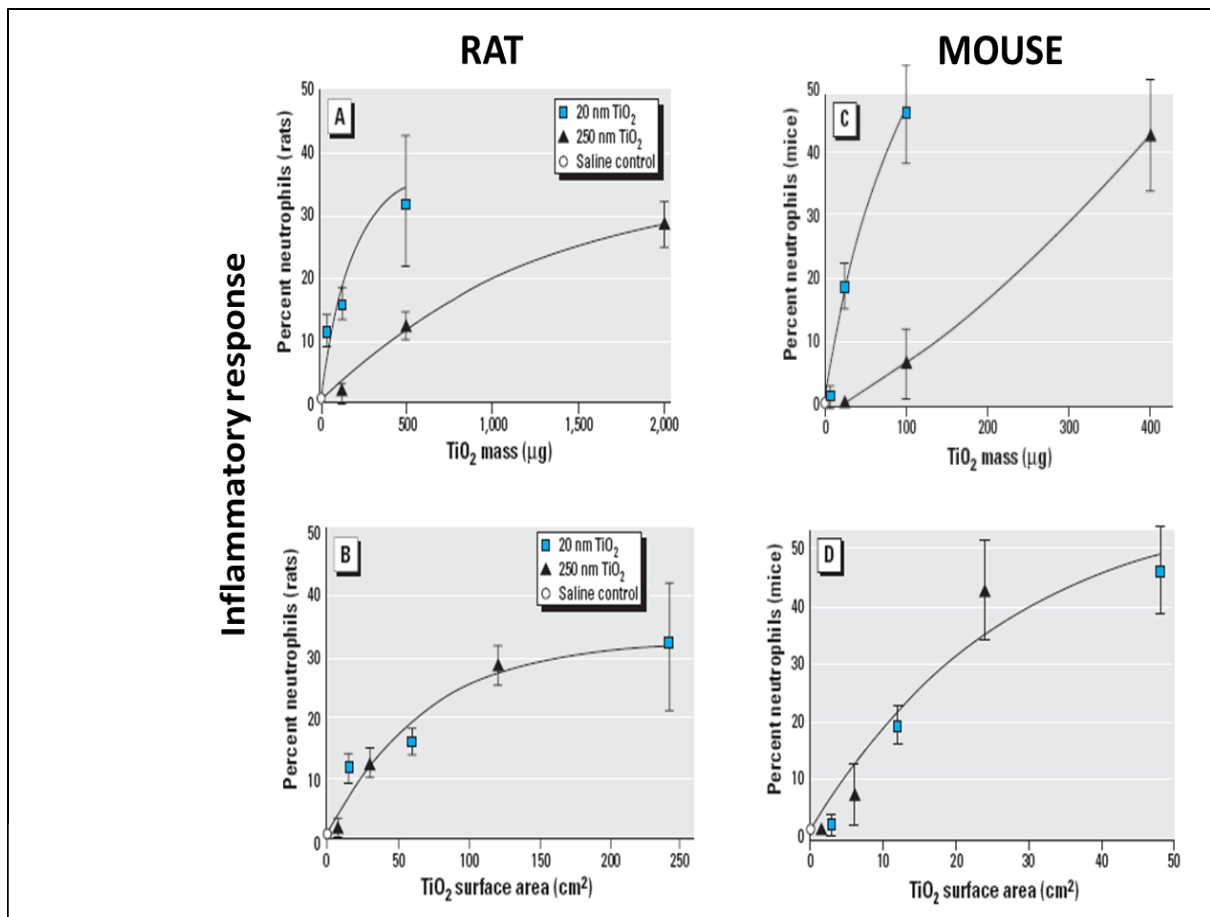 RAT
MOUSE
Inflammatory response
A
Percent neutrophils (rats)
50
40
30
20
10
0
20 nm TiO₂
250 nm TiO₂
Saline control
0
500
1,000
1,500
2,000
TiO₂ mass (μg)
C
Percent neutrophils (mice)
50
40
30
20
10
0
0
100
200
300
400
TiO₂ mass (μg)
B
Percent neutrophils (rats)
50
40
30
20
10
0
20 nm TiO₂
250 nm TiO₂
Saline control
0
50
100
150
200
250
TiO₂ surface area (cm²)
D
Percent neutrophils (mice)
50
40
30
20
10
0
0
10
20
30
40
50
TiO₂ surface area (cm²)